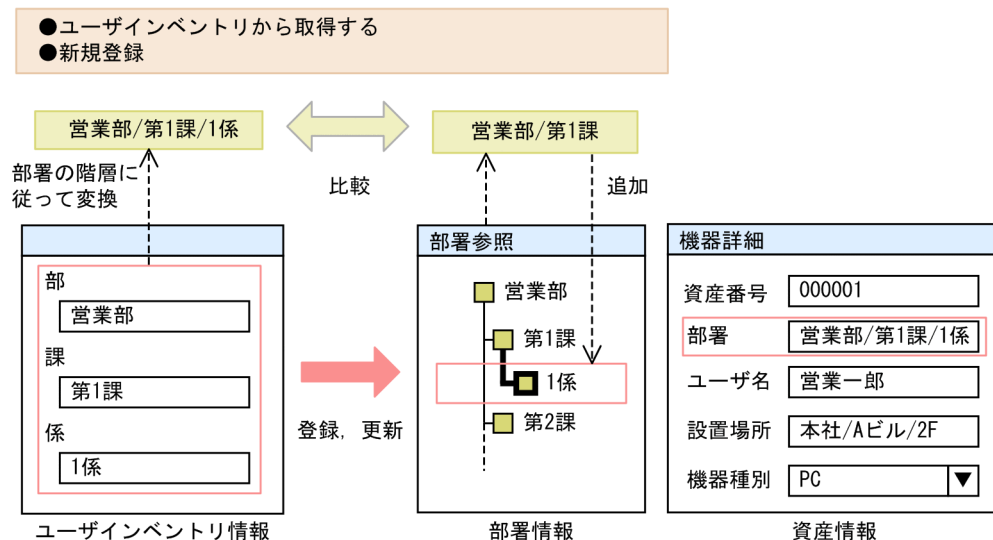 ●ユーザインベントリから取得する
●新規登録
営業部/第1課/1係
営業部/第1課
部署の階層に
従って変換
比較
追加
部
営業部
課
第1課
係
1係
ユーザインベントリ情報
登録，更新
部署参照
営業部
第1課
1係
第2課
部署情報
機器詳細
資産番号 000001
部署 営業部/第1課/1係
ユーザ名 営業一郎
設置場所 本社/Aビル/2F
機器種別 PC ▼
資産情報